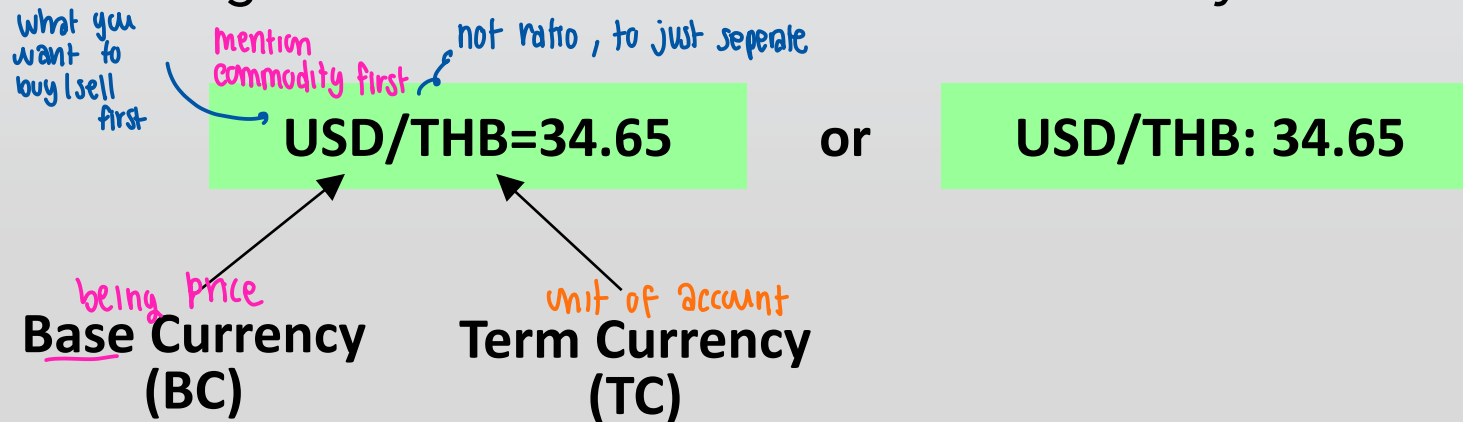 what you
want to
buy/sell
first
mention
commodity first
not ratio, to just seperate
USD/THB=34.65
or
USD/THB: 34.65
being price
Base Currency
(BC)
unit of account
Term Currency
(TC)